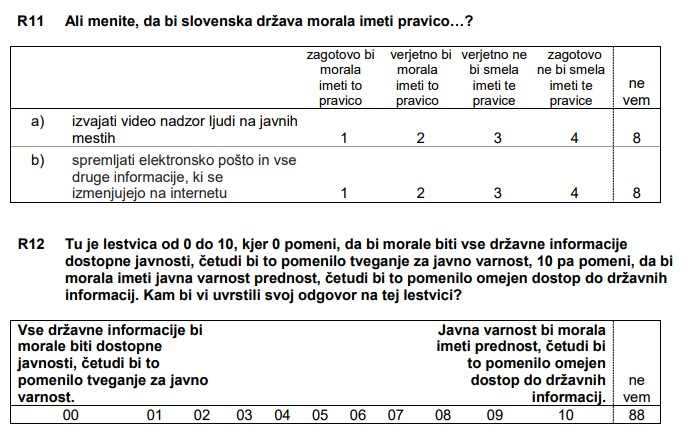 R11 Ali menite, da bi slovenska država morala imeti pravico…?
zagotovo bi morala imeti to pravico
verjetno bi morala imeti to pravico
verjetno ne bi smela imeti te pravice
zagotovo ne bi smela imeti te pravice
ne vem
a) izvajati video nadzor ljudi na javnih
mestih 1 2 3 4 8
b) spremljati elektronsko pošto in vse
druge informacije, ki se
izmenjujejo na internetu 1 2 3 4 8
R12 Tu je lestvica od 0 do 10, kjer 0 pomeni, da bi morale biti vse državne informacije
dostopne javnosti, četudi bi to pomenilo tveganje za javno varnost, 10 pa pomeni, da bi
morala imeti javna varnost prednost, četudi bi to pomenilo omejen dostop do državnih
informacij. Kam bi vi uvrstili svoj odgovor na tej lestvici?
Vse državne informacije bi
morale biti dostopne
javnosti, četudi bi to
pomenilo tveganje za javno
varnost.
Javna varnost bi morala
imeti prednost, četudi bi
to pomenilo omejen
dostop do državnih
informacij.
ne
vem
00 01 02 03 04 05 06 07 08 09 10 88